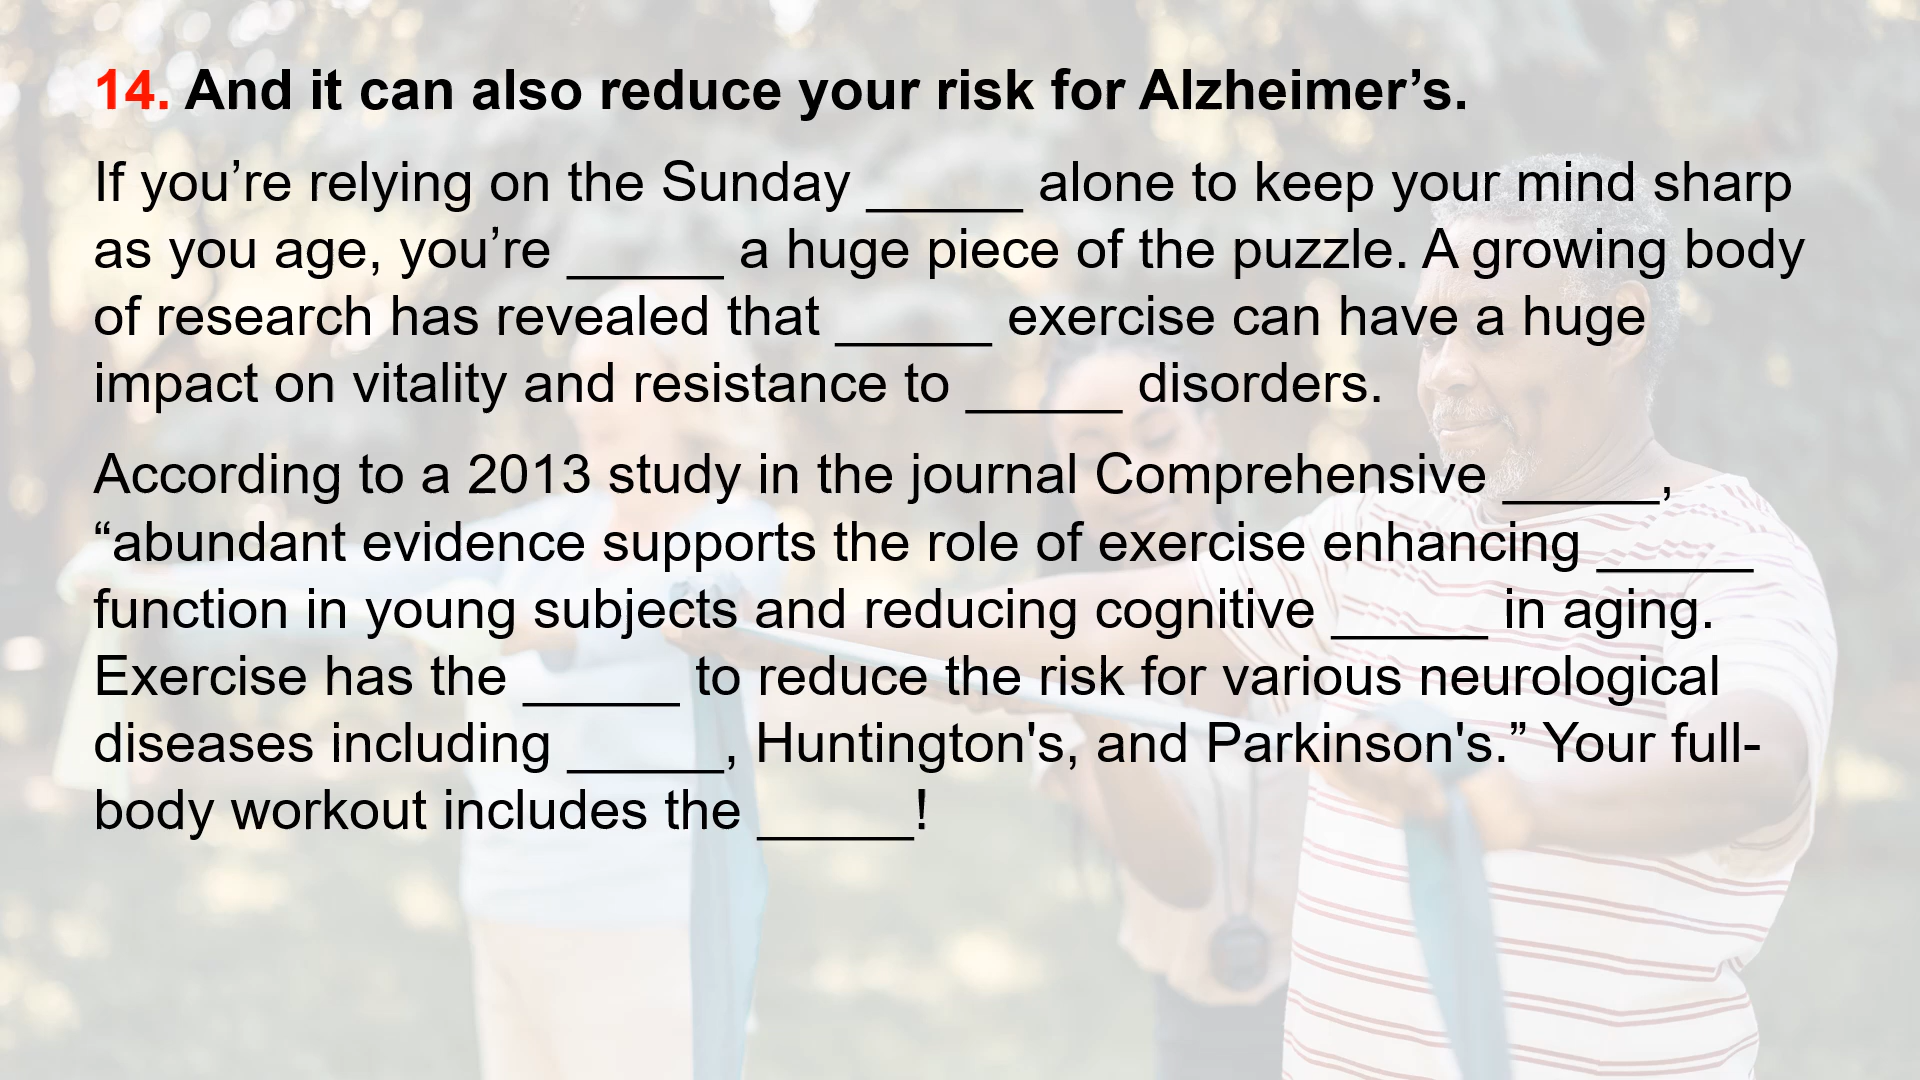 14. And it can also reduce your risk for Alzheimer’s.
If you’re relying on the Sunday _____ alone to keep your mind sharp
as you age, you’re _____ a huge piece of the puzzle. A growing body
of research has revealed that _____ exercise can have a huge
impact on vitality and resistance to _____ disorders.
According to a 2013 study in the journal Comprehensive _____,
“abundant evidence supports the role of exercise enhancing _____
function in young subjects and reducing cognitive _____ in aging.
Exercise has the _____ to reduce the risk for various neurological
diseases including _____, Huntington's, and Parkinson's.” Your full-
body workout includes the _____!